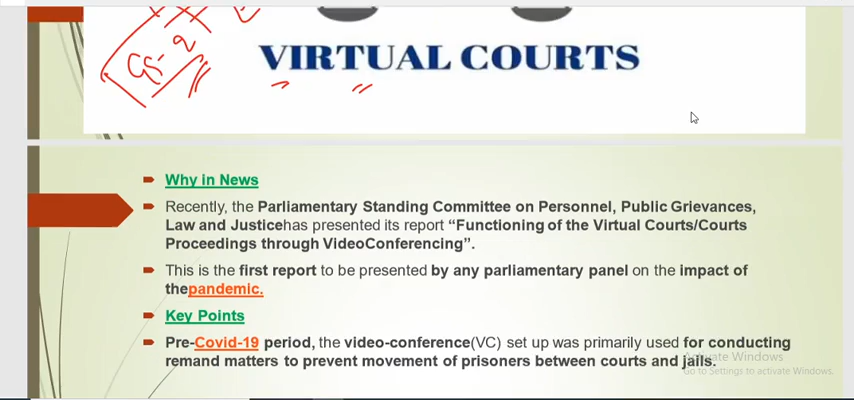 GS-2
VIRTUAL COURTS
Why in News
Recently, the Parliamentary Standing Committee on Personnel, Public Grievances,
Law and Justicehas presented its report “Functioning of the Virtual Courts/Courts
Proceedings through VideoConferencing”.
This is the first report to be presented by any parliamentary panel on the impact of
thepandemic.
Key Points
Pre-Covid-19 period, the video-conference(VC) set up was primarily used for conducting
remand matters to prevent movement of prisoners between courts and jails.
Activate Windows
Go to Settings to activate Windows.